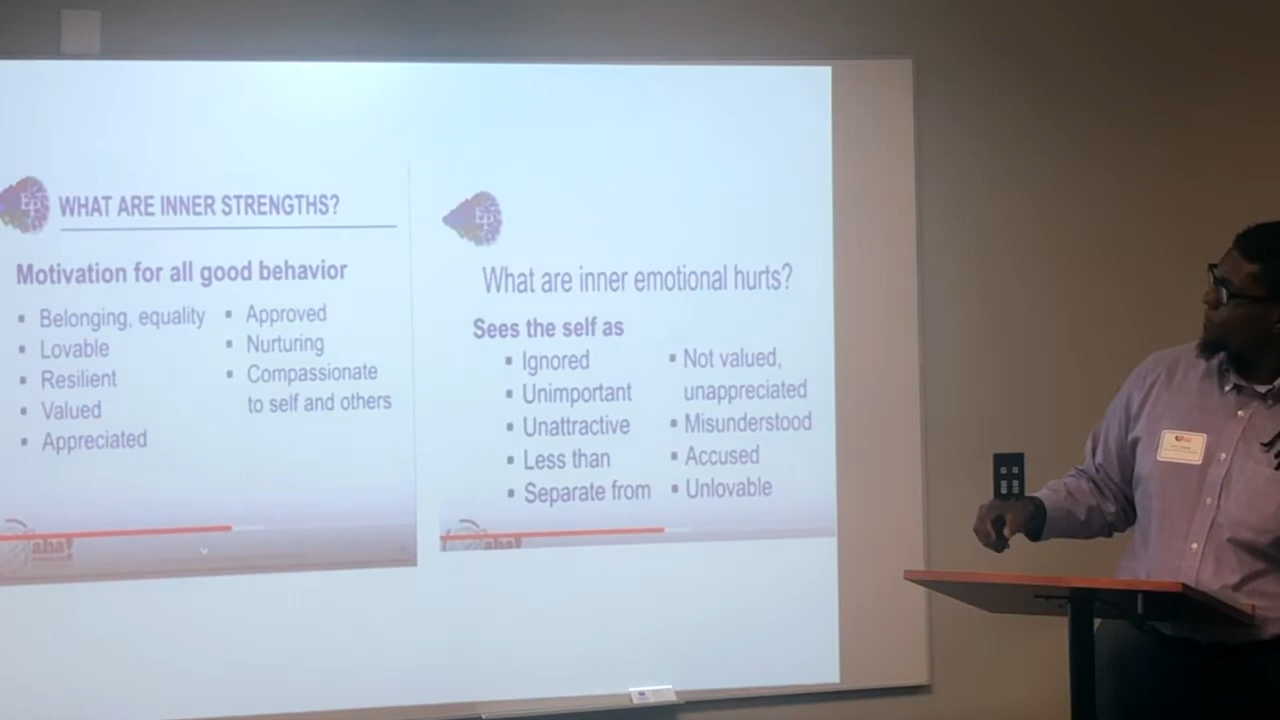 WHAT ARE INNER STRENGTHS?
Motivation for all good behavior
Belonging, equality
Lovable
Resilient
Valued
Appreciated
Approved
Nurturing
Compassionate
to self and others
EPC
What are inner emotional hurts?
Sees the self as
Ignored
Unimportant
Unattractive
Less than
Separate from
Not valued,
unappreciated
Misunderstood
Accused
Unlovable
aha!